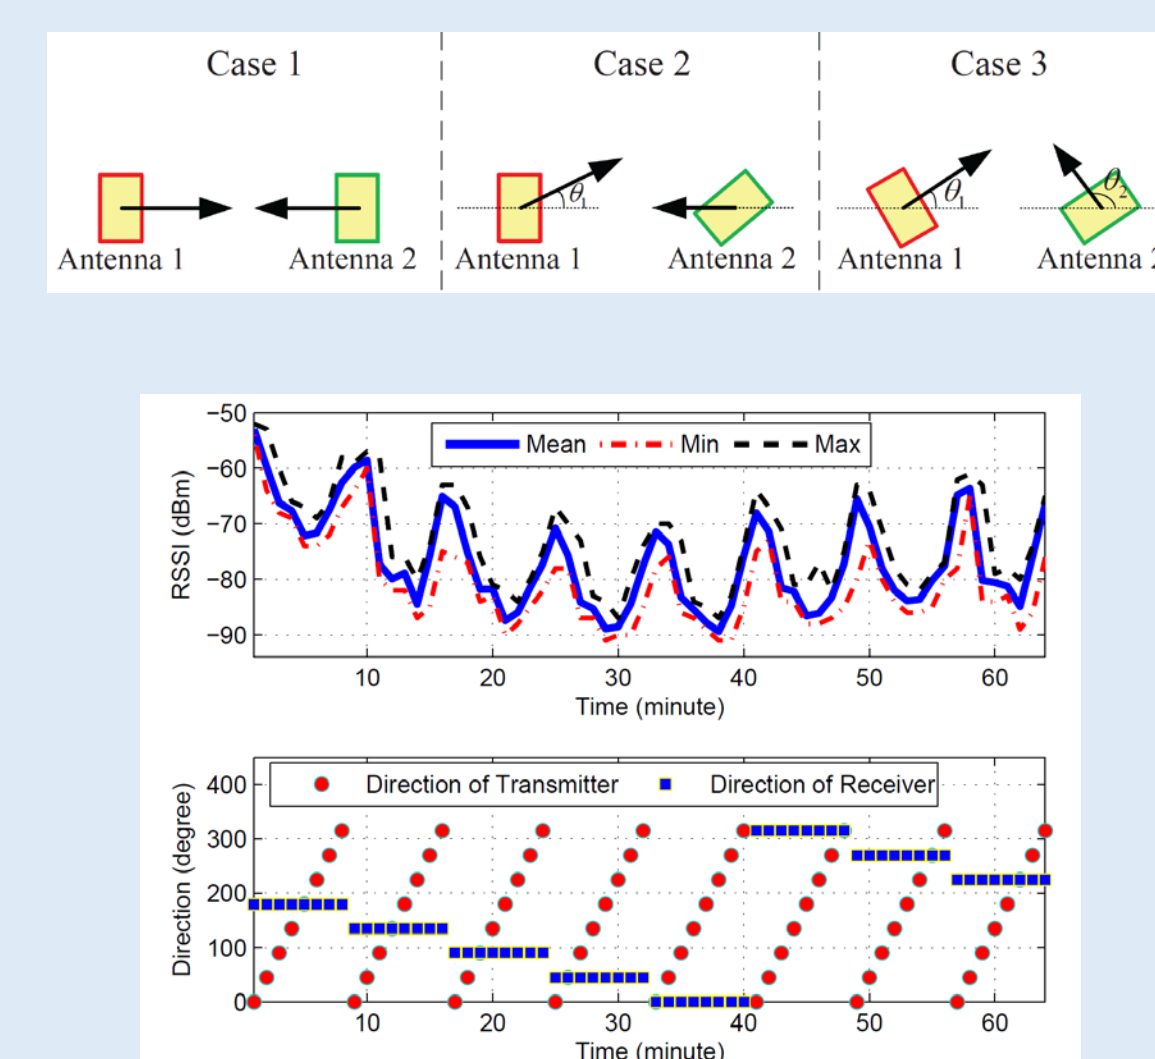 Case 1 Case 2 Case 3
θ1 θ1 θ2
Antenna 1 Antenna 2 Antenna 1 Antenna 2 Antenna 1 Antenna 2
−50
−60
−70
−80
−90
RSSI (dBm)
Mean Min Max
10 20 30 40 50 60
Time (minute)
400
300
200
100
0
Direction (degree)
Direction of Transmitter Direction of Receiver
10 20 30 40 50 60
Time (minute)